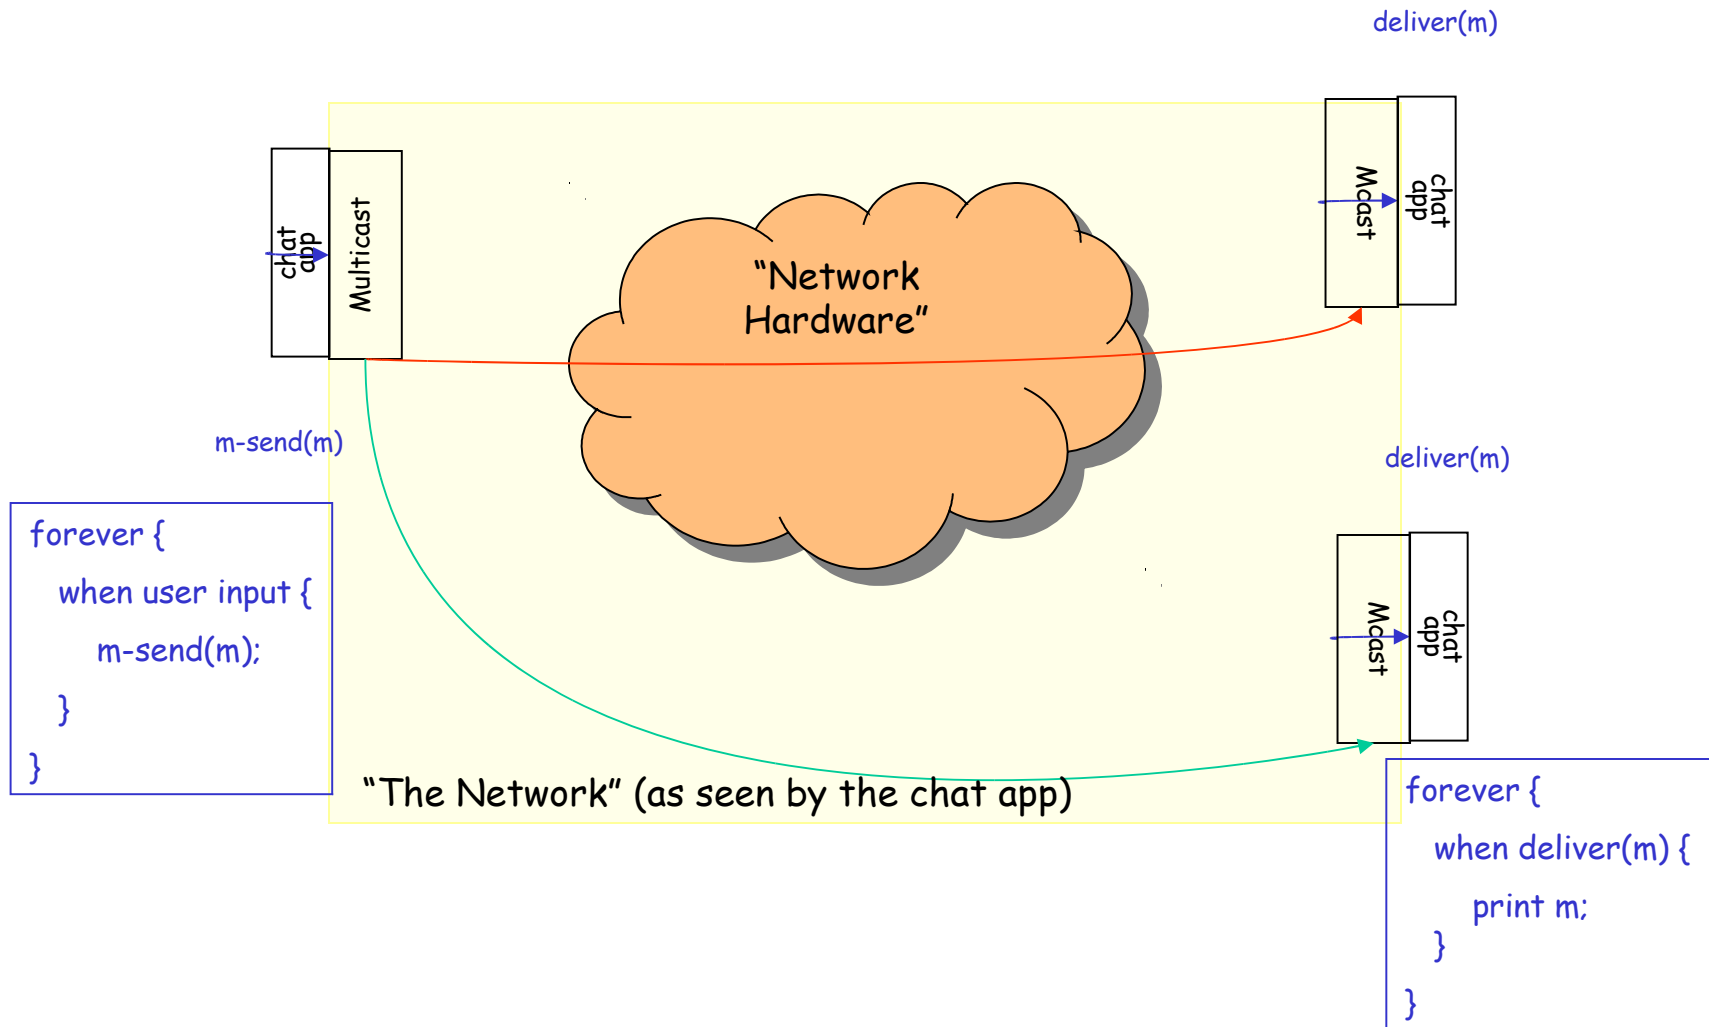 deliver(m)
chat
app
Multicast
“Network
Hardware”
Mcast
chat
app
m-send(m)
deliver(m)
forever {
when user input {
m-send(m);
}
}
Mcast
chat
app
“The Network” (as seen by the chat app)
forever {
when deliver(m) {
print m;
}
}